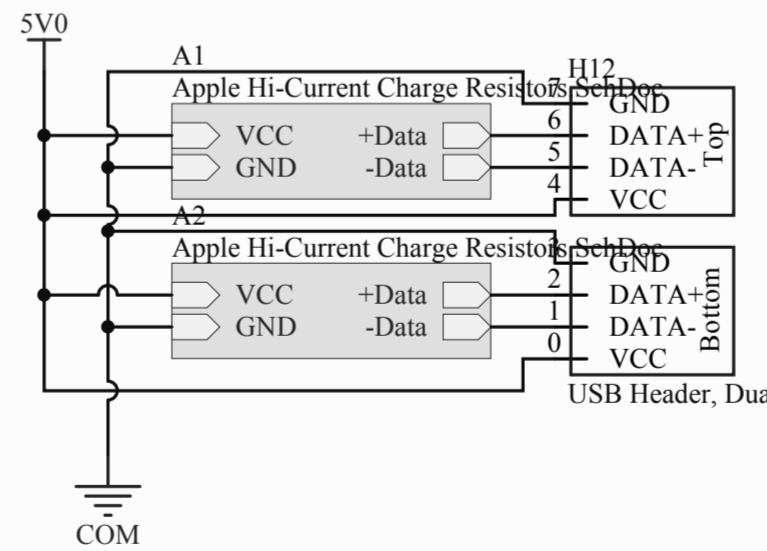 5V0
A1
Apple Hi-Current Charge Resistors.SchDoc
VCC
+Data
GND
-Data
H12
7
GND
6
DATA+
5
DATA-
4
VCC
Top
A2
Apple Hi-Current Charge Resistors.SchDoc
VCC
+Data
GND
-Data
3
GND
2
DATA+
1
DATA-
0
VCC
Bottom
USB Header, Dua
COM